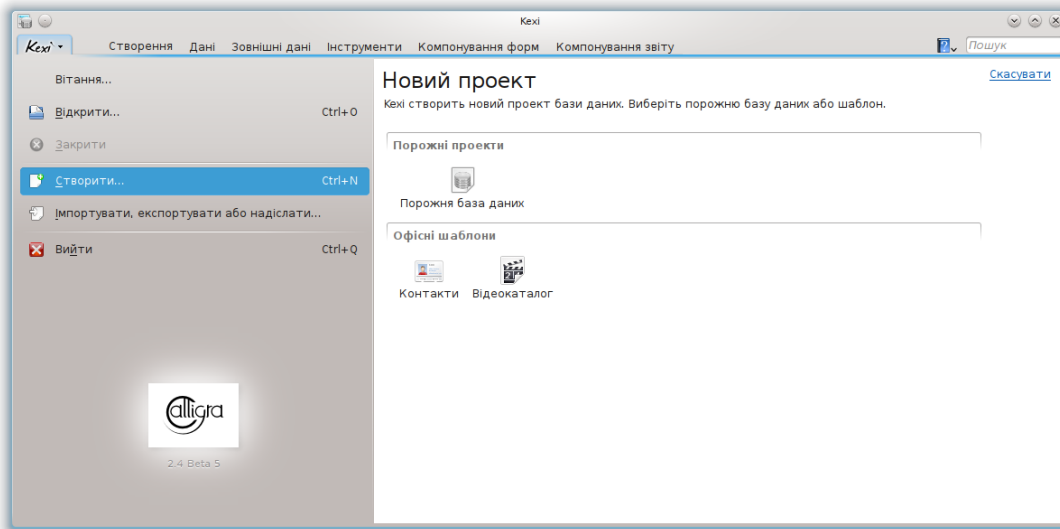 Kexi
Kexi Створення Дані Зовнішні дані Інструменти Компонування форм Компонування звіту Пошук
Вітання...
Відкрити... Ctrl+O
Закрити
Створити... Ctrl+N
Імпортувати, експортувати або надіслати...
Вийти Ctrl+Q
Calligra
2.4 Beta 5
Новий проект Скасувати
Kexi створить новий проект бази даних. Виберіть порожню базу даних або шаблон.
Порожні проекти
Порожня база даних
Офісні шаблони
Контакти Відеокаталог